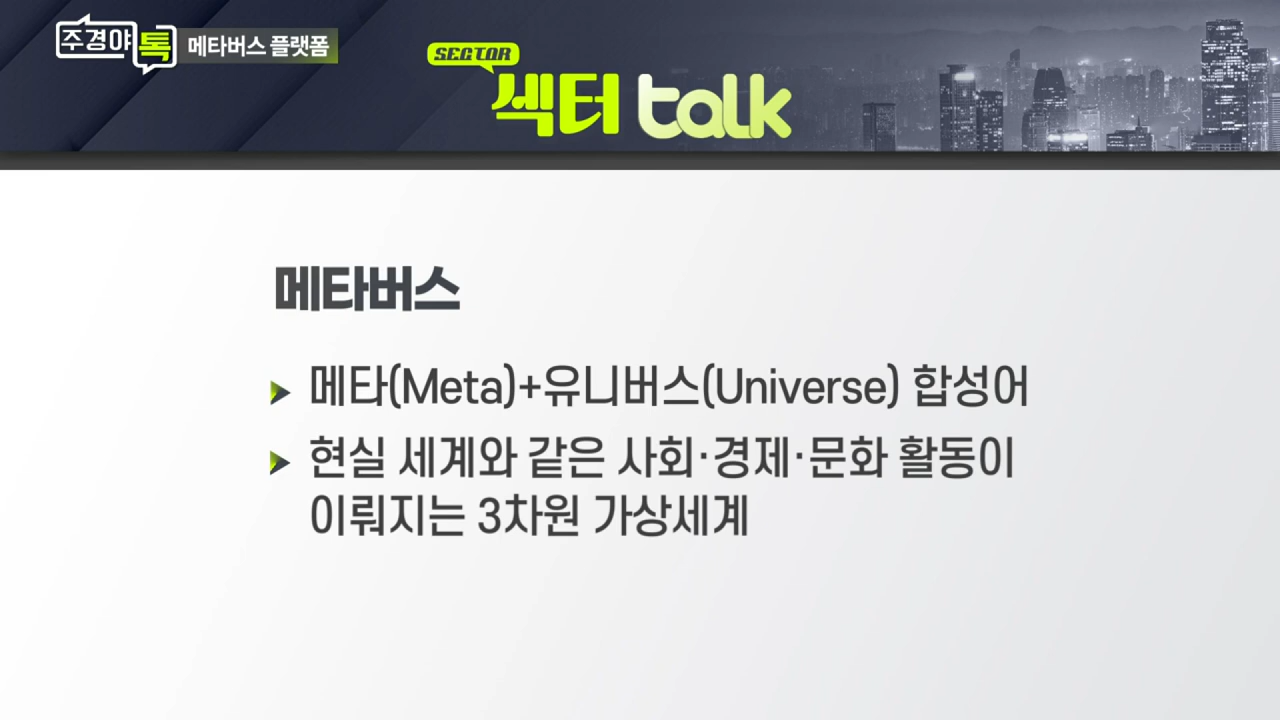 주경야톡 메타버스 플랫폼
SECTOR
섹터 talk
메타버스
메타(Meta)+유니버스(Universe) 합성어
현실 세계와 같은 사회·경제·문화 활동이
이뤄지는 3차원 가상세계